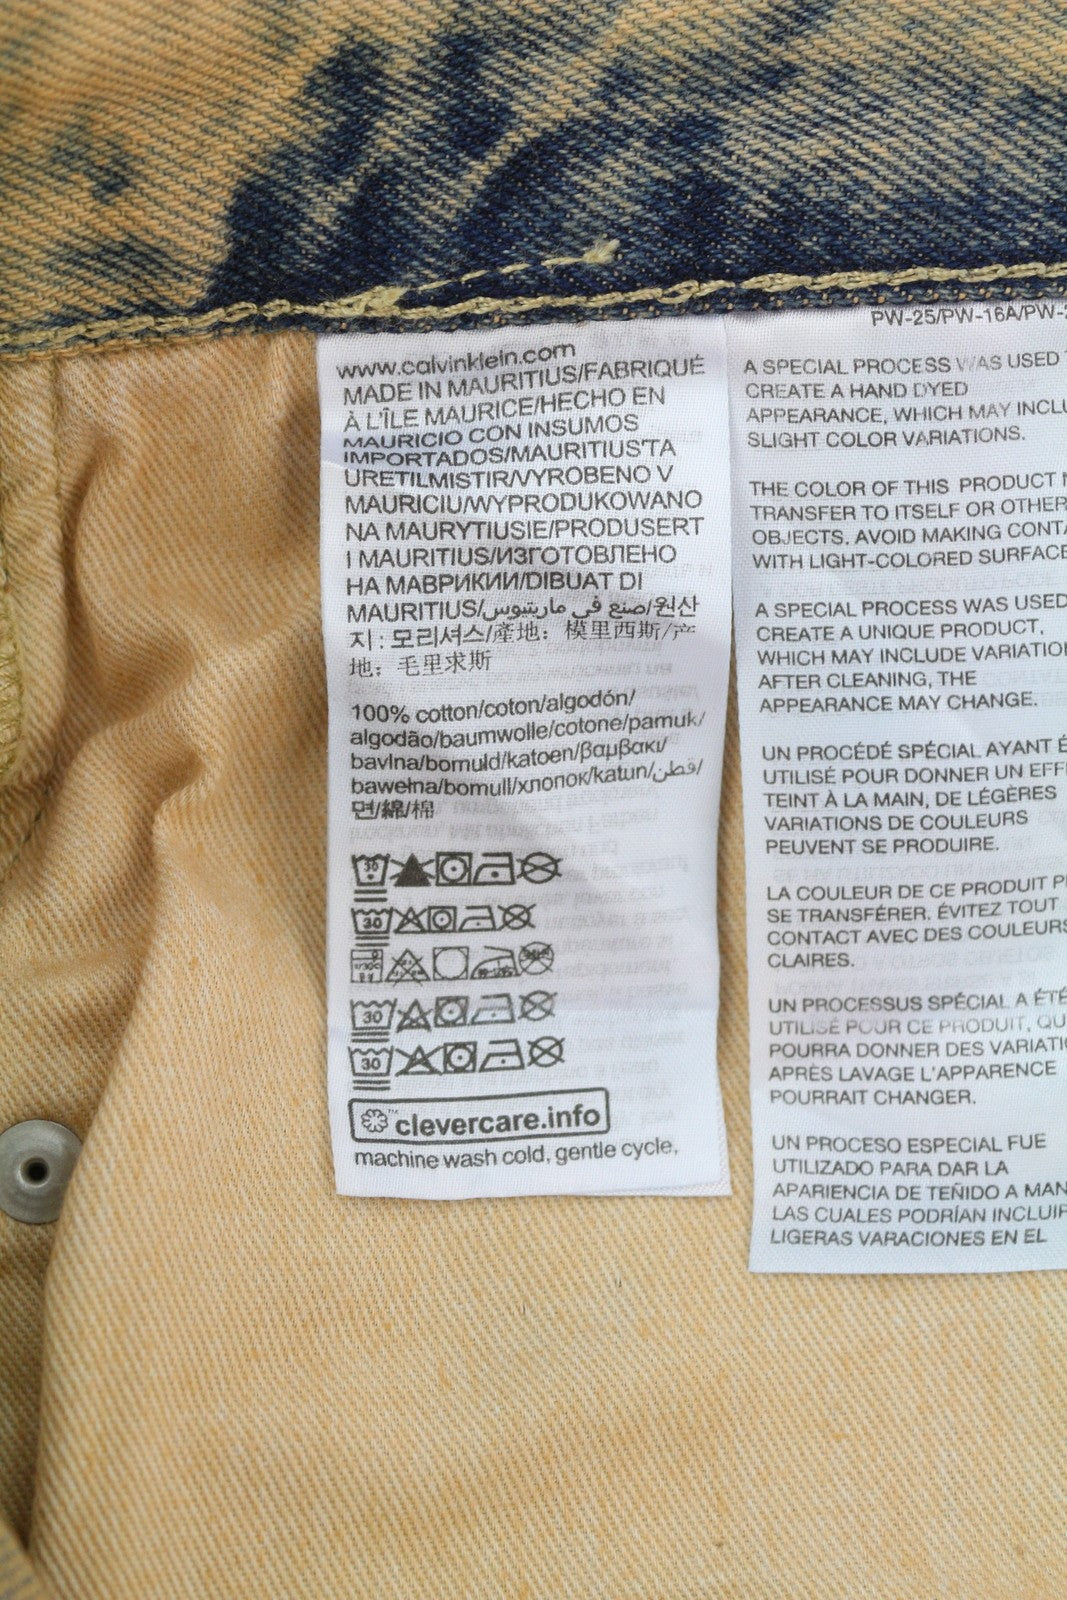 www.calvinklein.com
MADE IN MAURITIUS/FABRIQUÉ
À L'ÎLE MAURICE/HECHO EN
MAURICIO CON INSUMOS
IMPORTADOS/MAURITIUS'TA
URETILMISTIR/VYROBENO V
MAURICIU/WYPRODUKOWANO
NA MAURYTIUSIE/PRODUSERT
I MAURITIUS/ИЗГОТОВЛЕНО
НА МАВРИКИИ/DIBUAT DI
MAURITIUS/صنع في ماريتيوس/원산
지: 모리셔스/產地: 模里西斯/产
地: 毛里求斯
100% cotton/coton/algodón/
algodão/baumwolle/cotone/pamuk/
bavlna/bomuld/katoen/βαμβακι/
bawełna/bomull/хлопок/katun/قطن/
면/綿/棉
30
30
30
30
clevercare.info
machine wash cold, gentle cycle,
PW-25/PW-16A/PW-
A SPECIAL PROCESS WAS USED
CREATE A HAND DYED
APPEARANCE, WHICH MAY INCLU
SLIGHT COLOR VARIATIONS.
THE COLOR OF THIS PRODUCT
TRANSFER TO ITSELF OR OTHER
OBJECTS. AVOID MAKING CONTA
WITH LIGHT-COLORED SURFACE
A SPECIAL PROCESS WAS USED
CREATE A UNIQUE PRODUCT,
WHICH MAY INCLUDE VARIATIO
AFTER CLEANING, THE
APPEARANCE MAY CHANGE.
UN PROCÉDÉ SPÉCIAL AYANT É
UTILISÉ POUR DONNER UN EFF
TEINT À LA MAIN, DE LÉGÈRES
VARIATIONS DE COULEURS
PEUVENT SE PRODUIRE.
LA COULEUR DE CE PRODUIT P
SE TRANSFÉRER. ÉVITEZ TOUT
CONTACT AVEC DES COULEURS
CLAIRES.
UN PROCESSUS SPÉCIAL A ÉTÉ
UTILISÉ POUR CE PRODUIT, QU
POURRA DONNER DES VARIATI
APRÈS LAVAGE L'APPARENCE
POURRAIT CHANGER.
UN PROCESO ESPECIAL FUE
UTILIZADO PARA DAR LA
APARIENCIA DE TEÑIDO A MAN
LAS CUALES PODRÍAN INCLUIR
LIGERAS VARACIONES EN EL